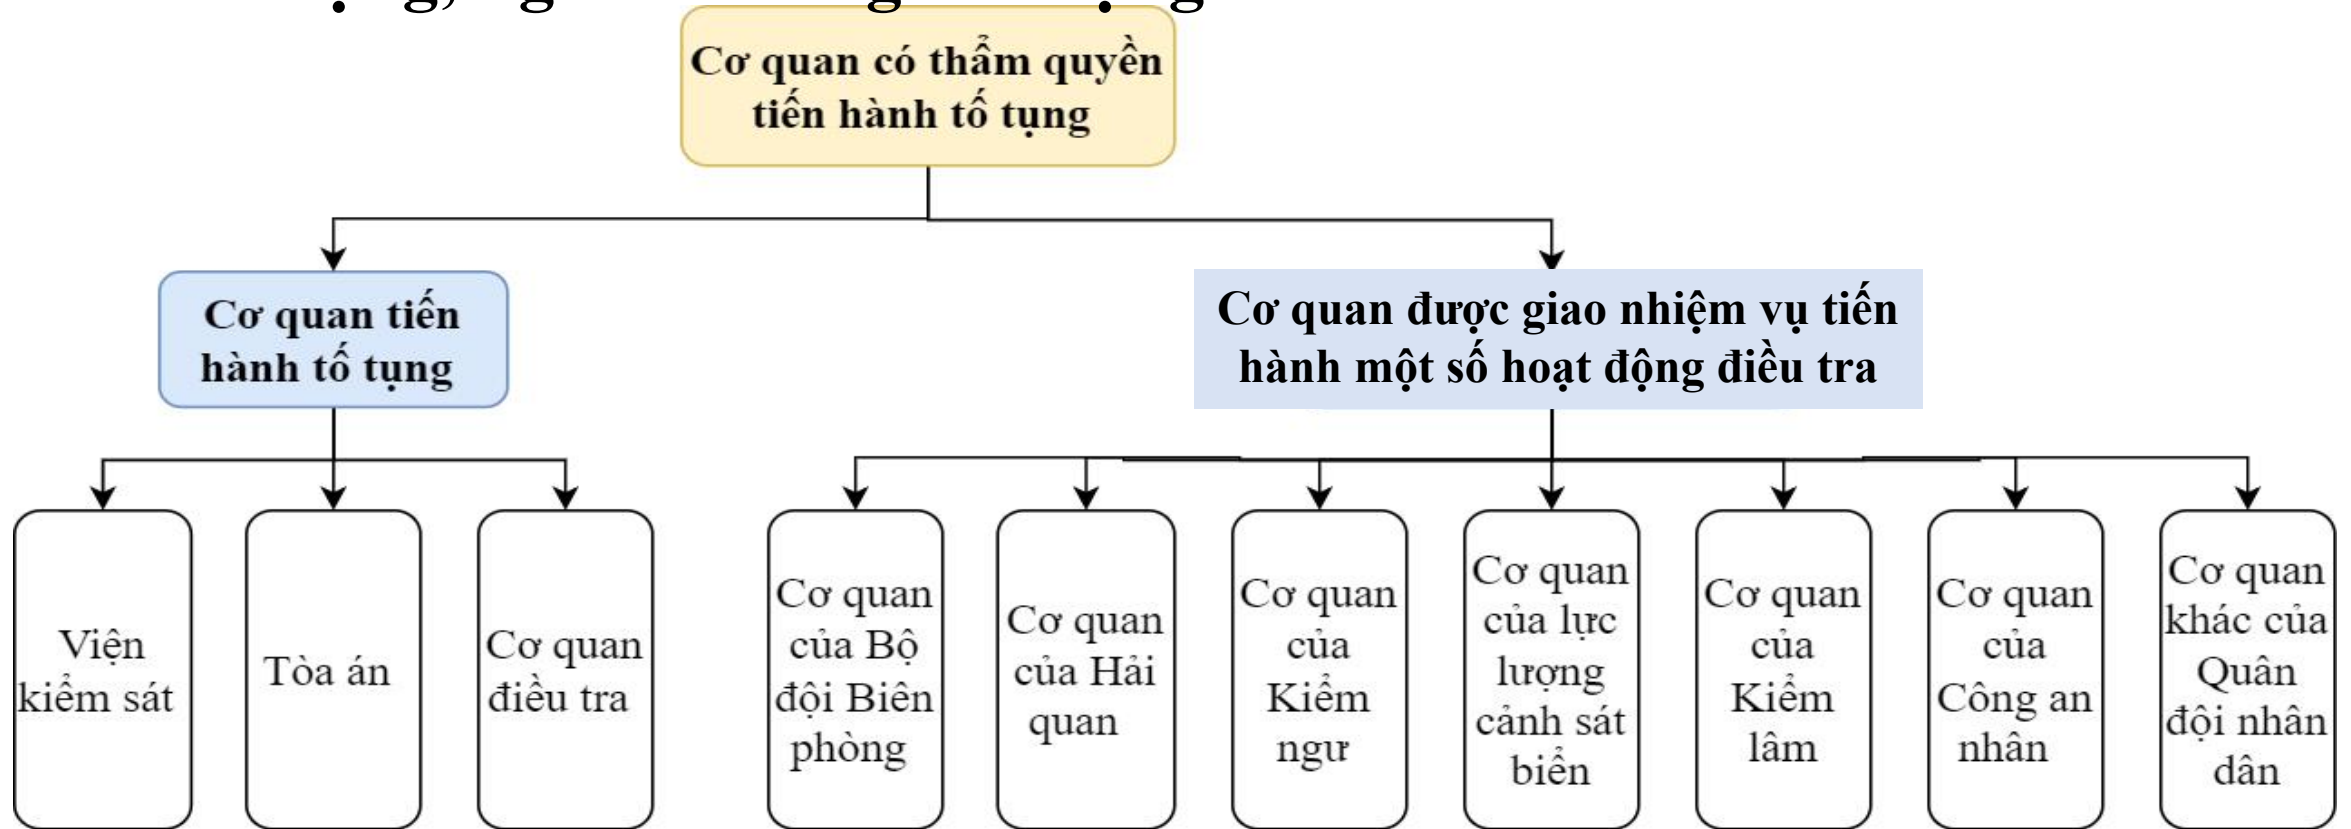 Cơ quan có thẩm quyền
tiến hành tố tụng
Cơ quan tiến
hành tố tụng
Cơ quan được giao nhiệm vụ tiến
hành một số hoạt động điều tra
Viện
kiểm sát
Tòa án
Cơ quan
điều tra
Cơ quan
của Bộ
đội Biên
phòng
Cơ quan
của Hải
quan
Cơ quan
của
Kiểm
ngư
Cơ quan
của lực
lượng
cảnh sát
biển
Cơ quan
của
Kiểm
lâm
Cơ quan
của
Công an
nhân
Cơ quan
khác của
Quân
đội nhân
dân